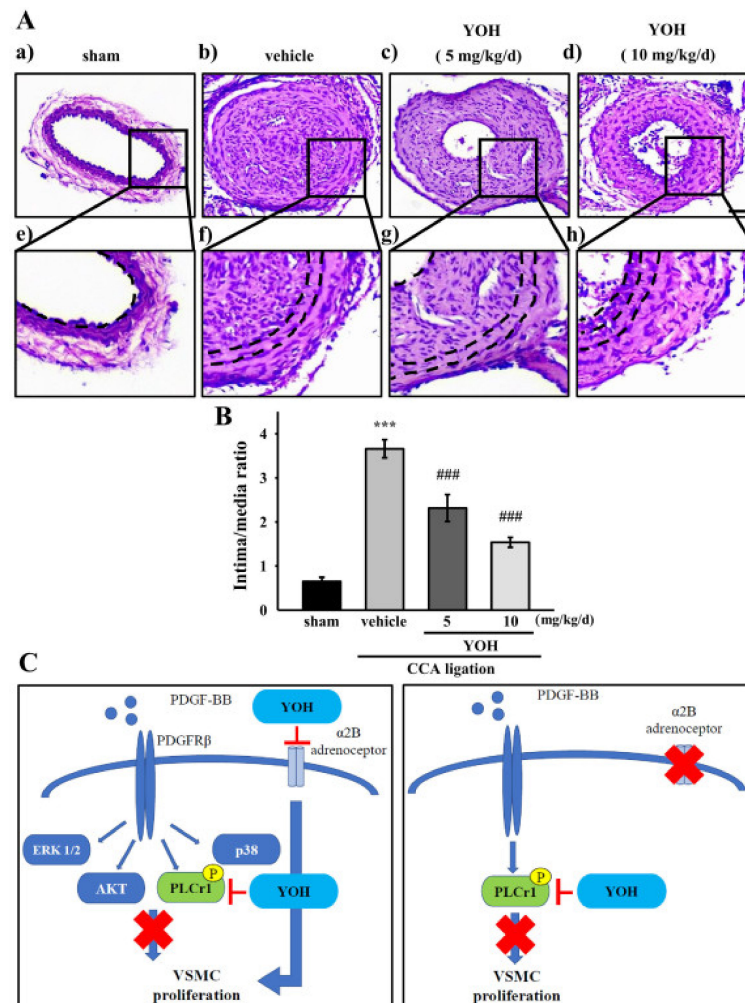 A
a) sham
b) vehicle
c) YOH
( 5 mg/kg/d)
d) YOH
( 10 mg/kg/d)
e)
f)
g)
h)
B
Intima/media ratio
4
3
2
1
0
***
###
###
sham vehicle 5 10 (mg/kg/d)
YOH
CCA ligation
C
PDGF-BB
YOH
PDGFRβ
α2B
adrenoceptor
ERK 1/2
p38
P
AKT
PLCr1
YOH
VSMC
proliferation
PDGF-BB
α2B
adrenoceptor
P
PLCr1
YOH
VSMC
proliferation